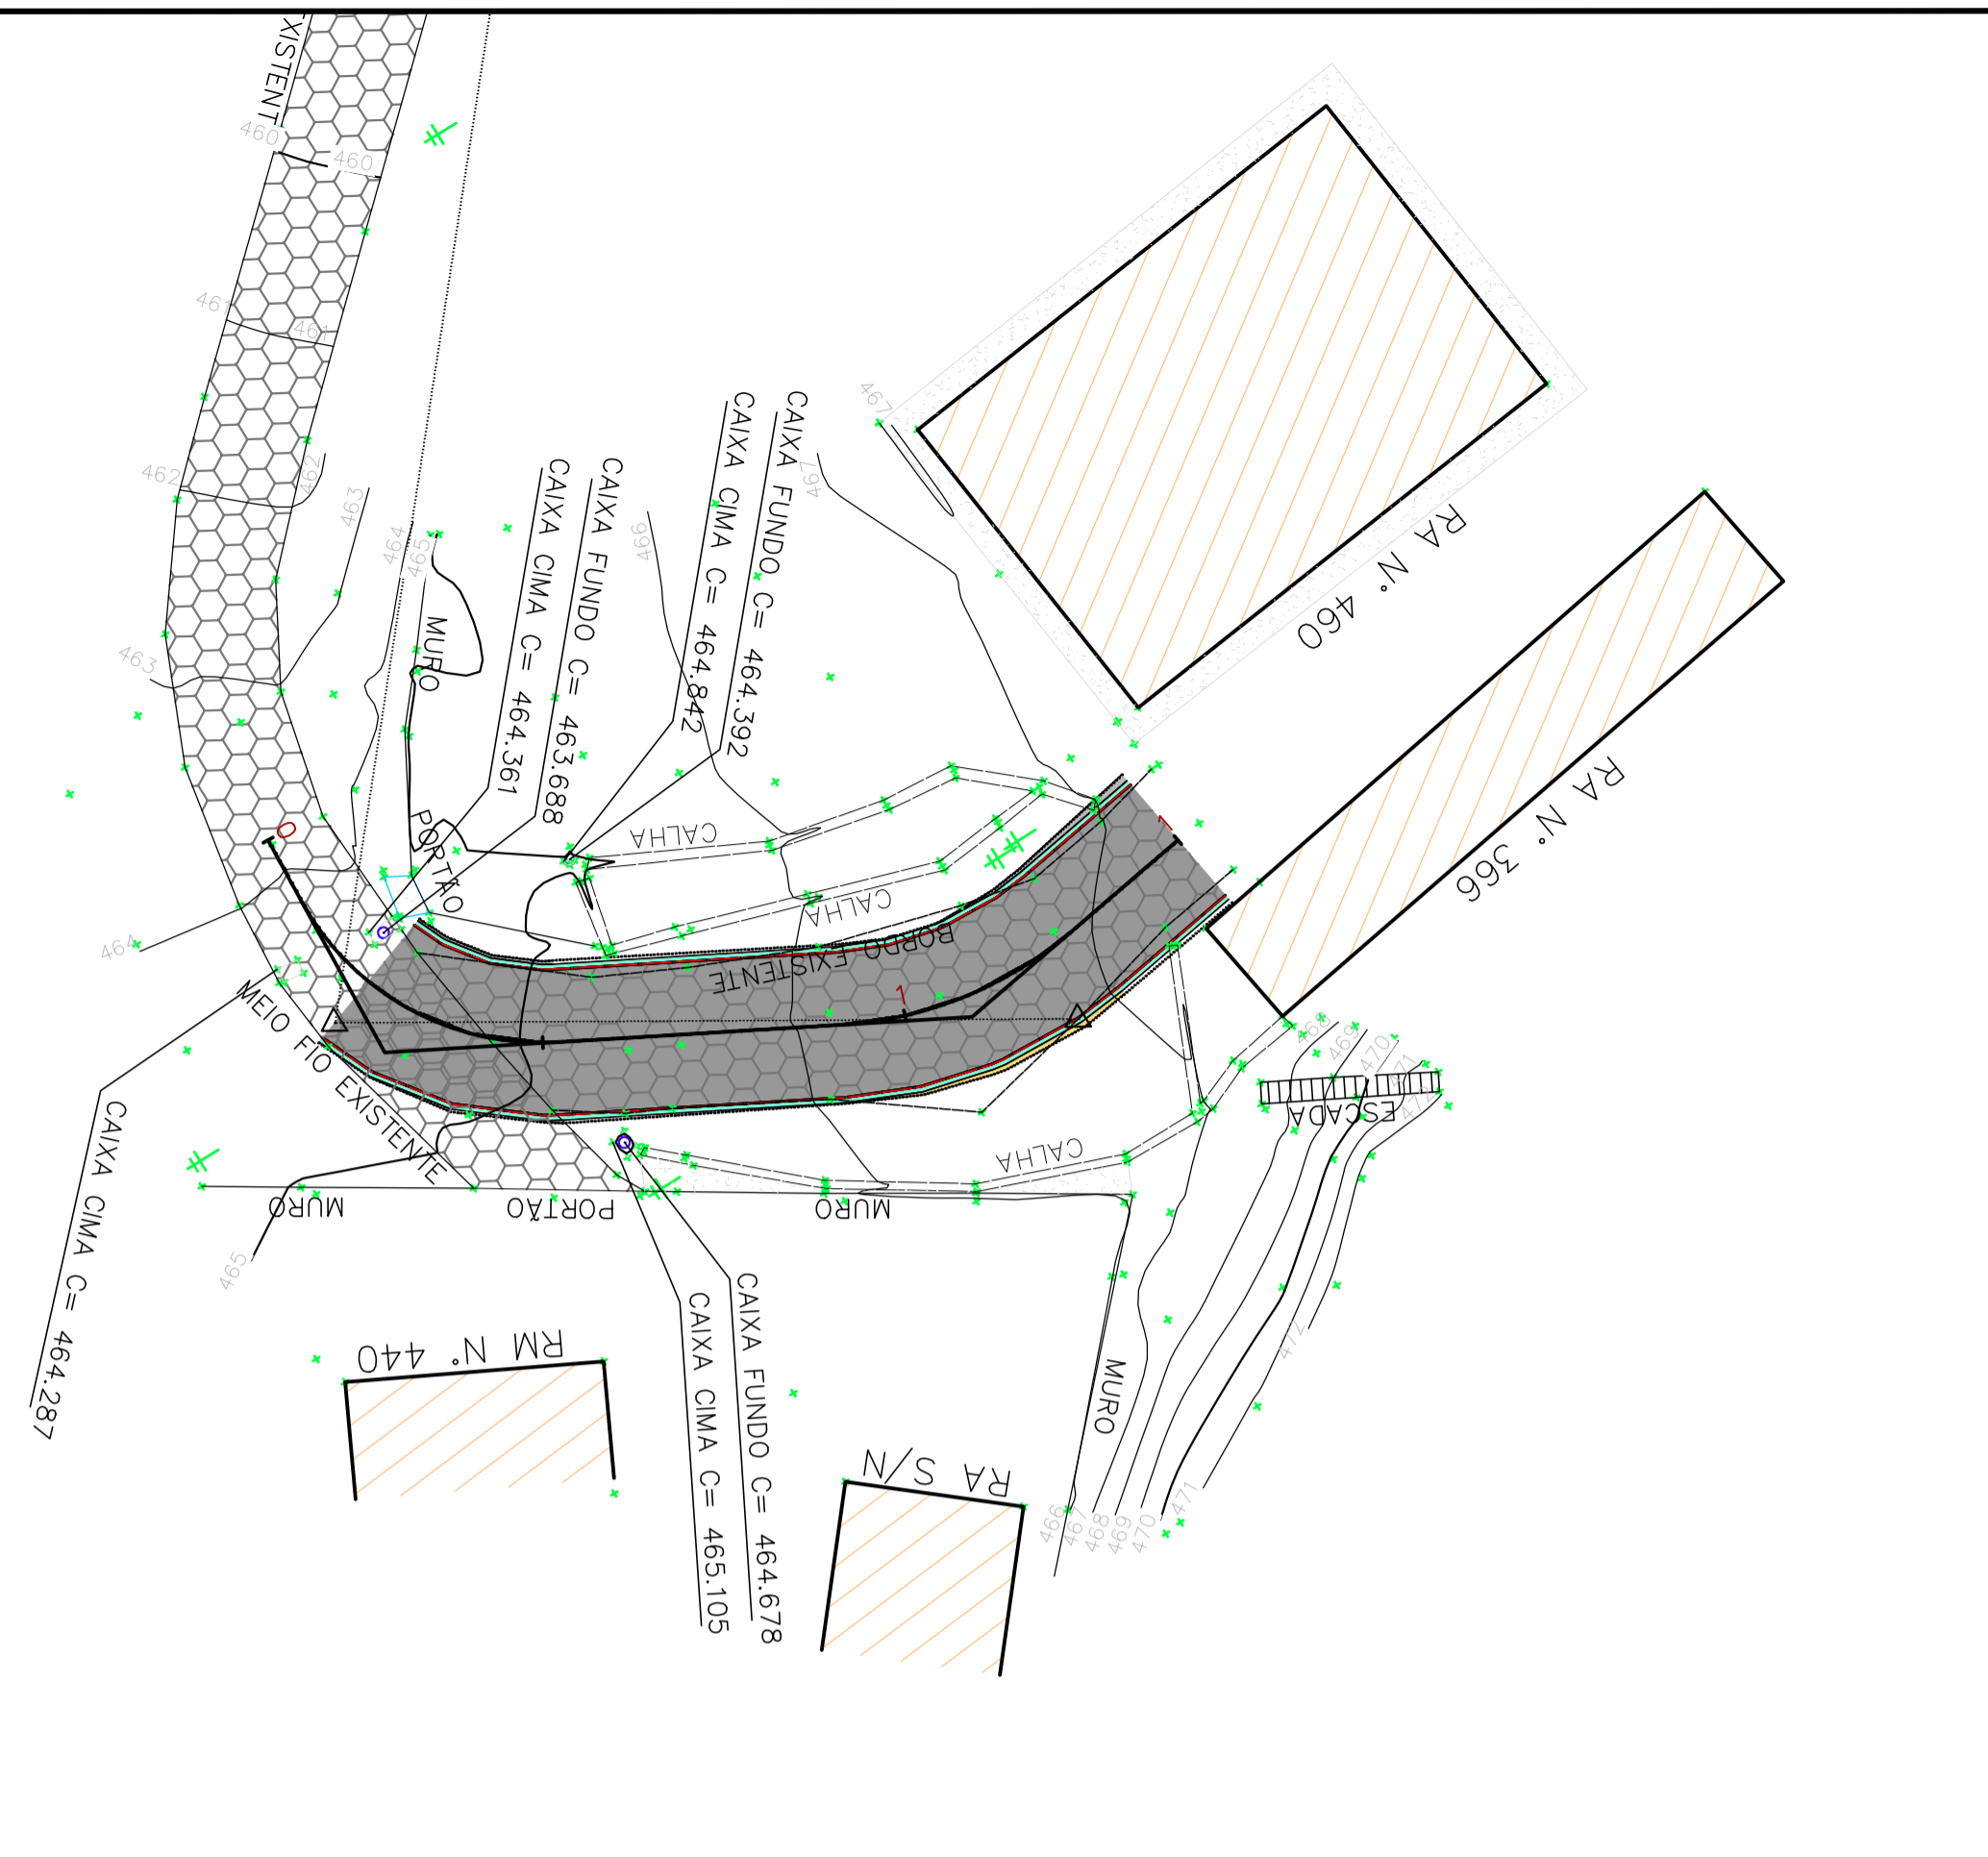 XISTENT
460
460
461
461
462
462
463
463
464
465
466
467
467
CAIXA CIMA C= 464.361
CAIXA FUNDO C= 463.688
CAIXA CIMA C= 464.842
CAIXA FUNDO C= 464.392
RA N° 460
RA N° 366
MURO
PORTÃO
CALHA
CALHA
BORDO EXISTENTE
0
1
1
464
MEIO FIO EXISTENTE
CAIXA CIMA C= 464.287
468
469
470
471
472
ESCADA
CALHA
MURO
PORTÃO
MURO
465
CAIXA CIMA C= 465.105
CAIXA FUNDO C= 464.678
RM N° 440
RA S/N
MURO
472
466
467
468
469
470
471